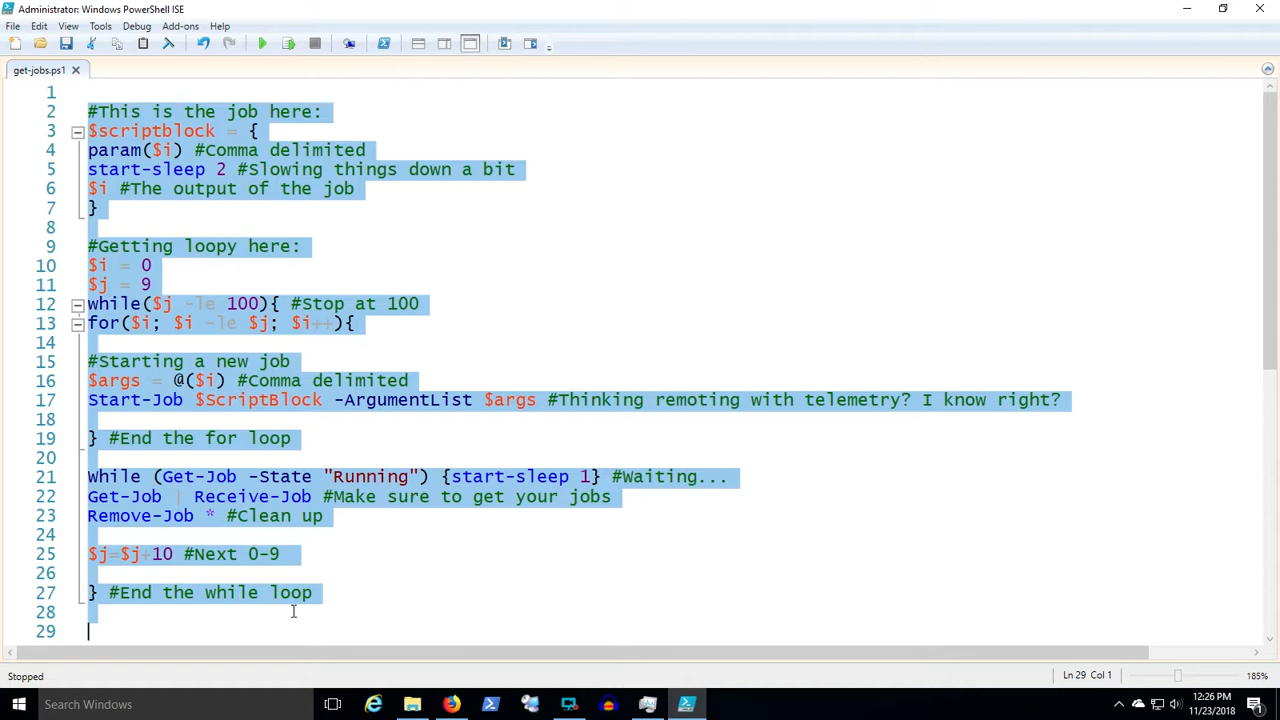 Administrator: Windows PowerShell ISE
File Edit View Tools Debug Add-ons Help
get-jobs.ps1
1
2 #This is the job here:
3 $scriptblock = {
4 param($i) #Comma delimited
5 start-sleep 2 #Slowing things down a bit
6 $i #The output of the job
7 }
8
9 #Getting loopy here:
10 $i = 0
11 $j = 9
12 while($j -le 100){ #Stop at 100
13 for($i; $i -le $j; $i++){
14
15 #Starting a new job
16 $args = @($i) #Comma delimited
17 Start-Job $ScriptBlock -ArgumentList $args #Thinking remoting with telemetry? I know right?
18
19 } #End the for loop
20
21 While (Get-Job -State "Running") {start-sleep 1} #Waiting...
22 Get-Job | Receive-Job #Make sure to get your jobs
23 Remove-Job * #Clean up
24
25 $j=$j+10 #Next 0-9
26
27 } #End the while loop
28
29
Stopped Ln 29 Col 1 185%
Search Windows 12:26 PM
11/23/2018